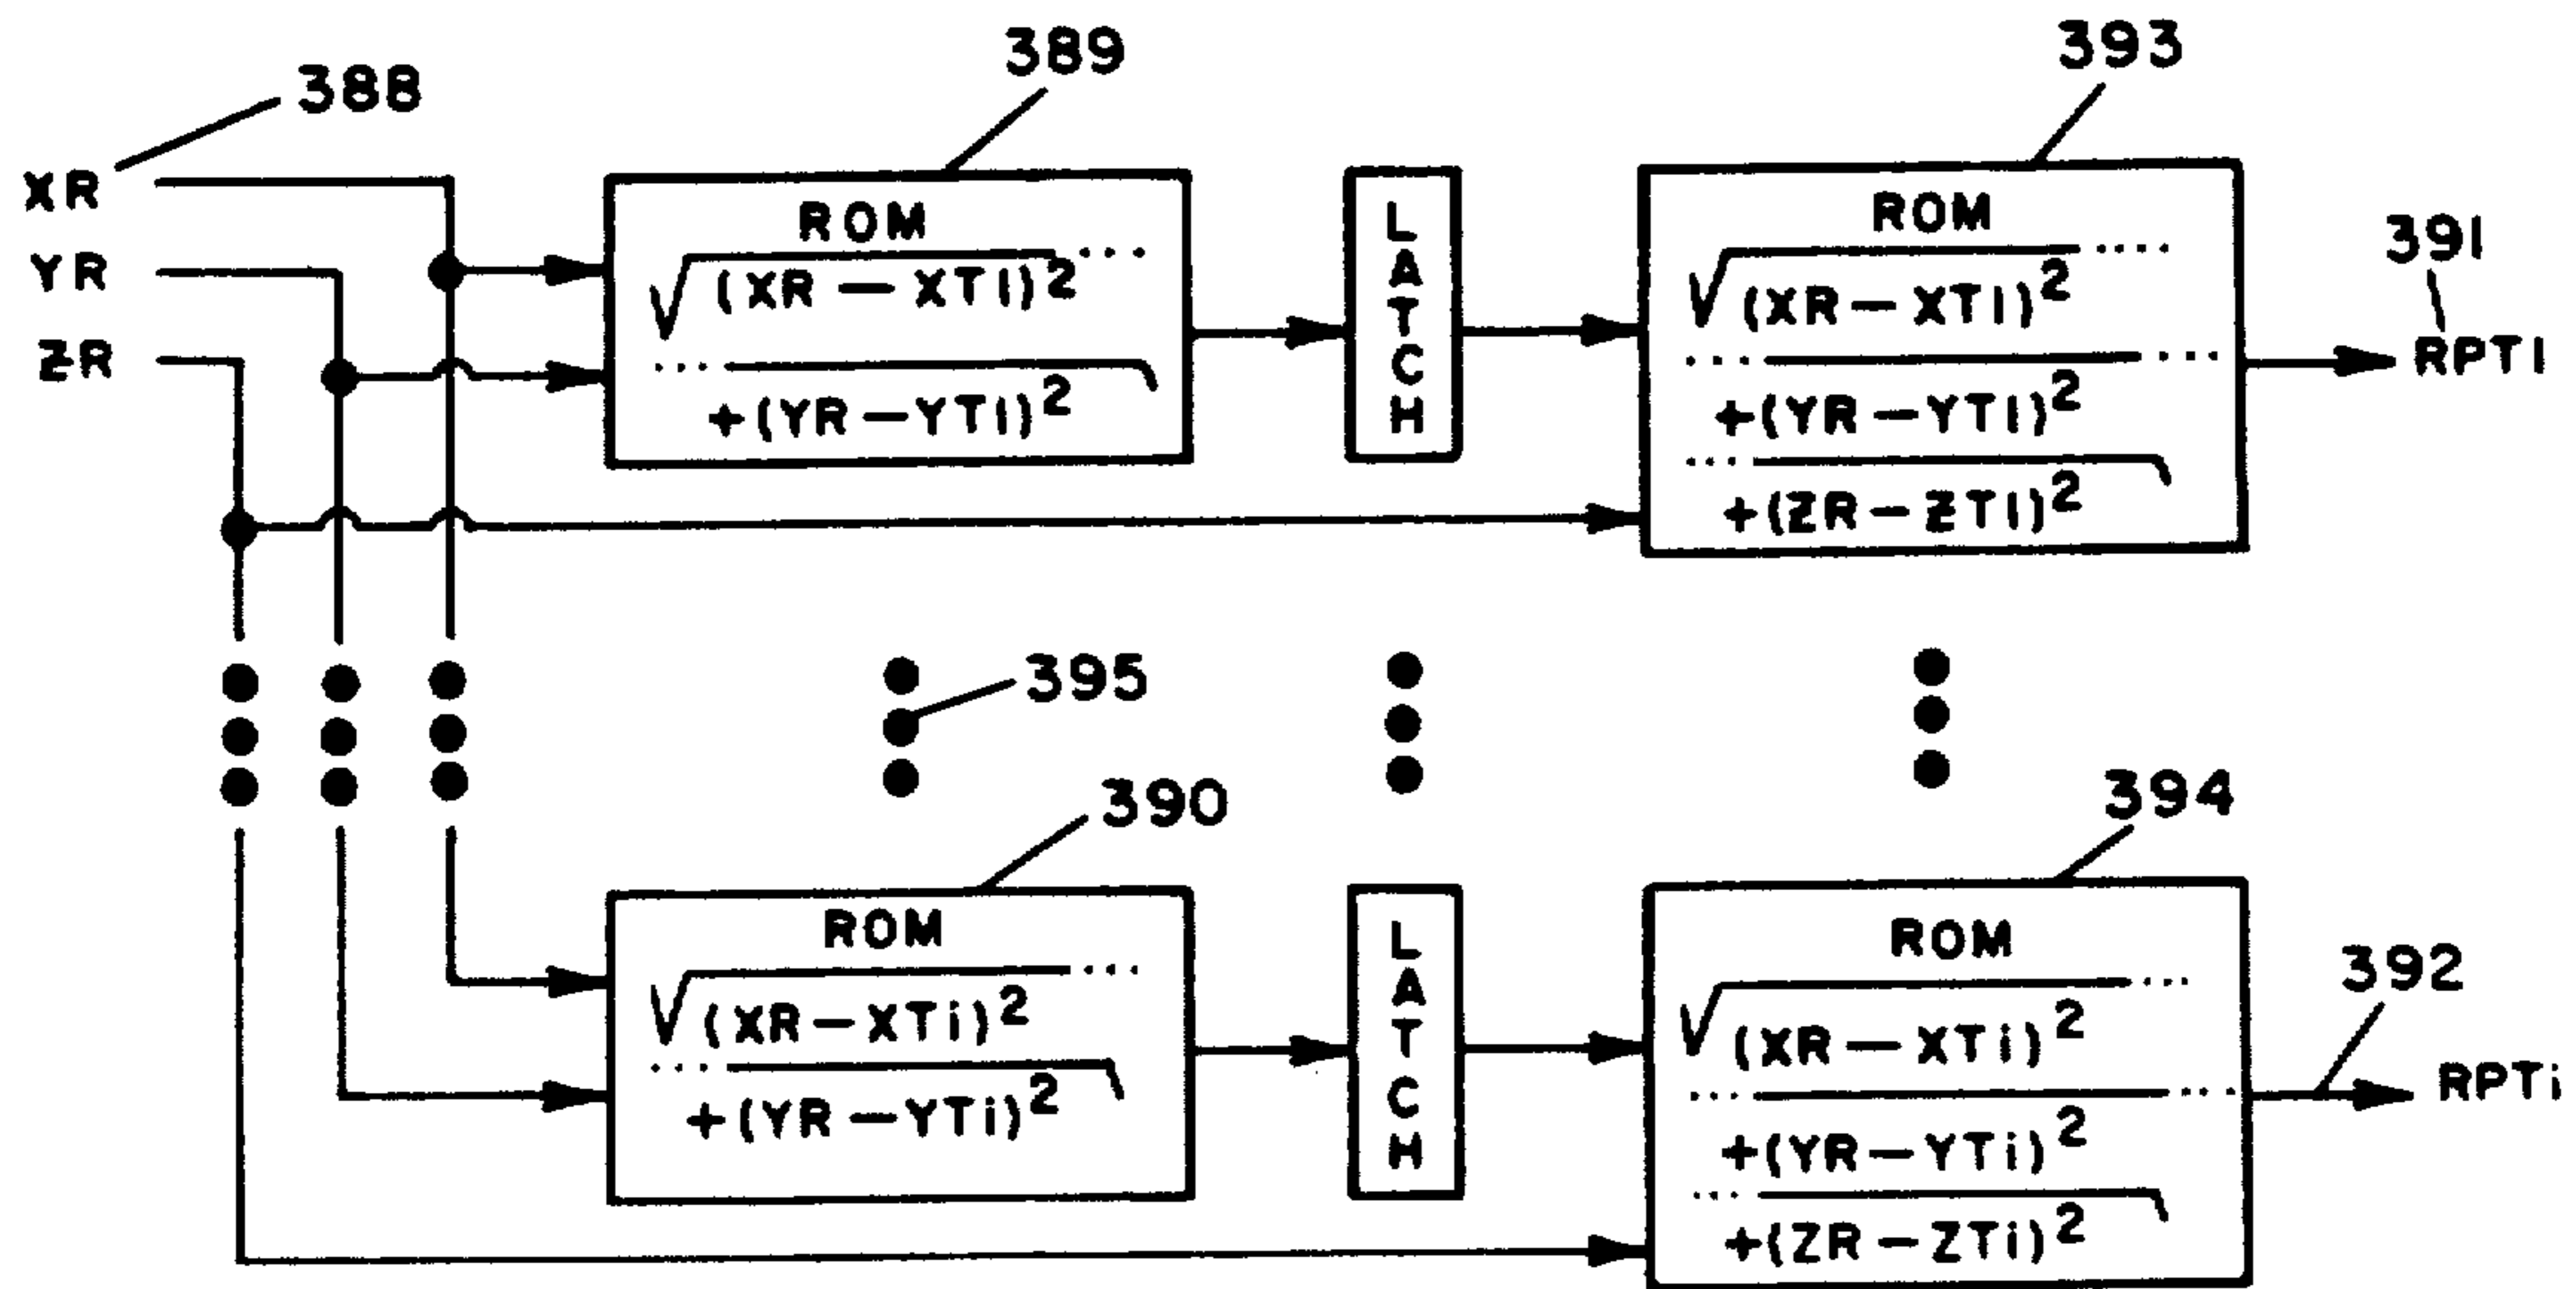 388
389
393
XR
YR
ZR
ROM
√(XR — XT1)² ....
.... +(YR —YT1)²
LATCH
ROM
√(XR— XT1)² ....
.... +(YR—YT1)² ....
.... +(ZR—ZT1)²
391
RPT1
395
390
394
ROM
√(XR—XTi)² ....
.... +(YR—YTi)²
LATCH
ROM
√(XR—XTi)² ....
.... +(YR—YTi)² ....
.... +(ZR—ZTi)²
392
RPTi